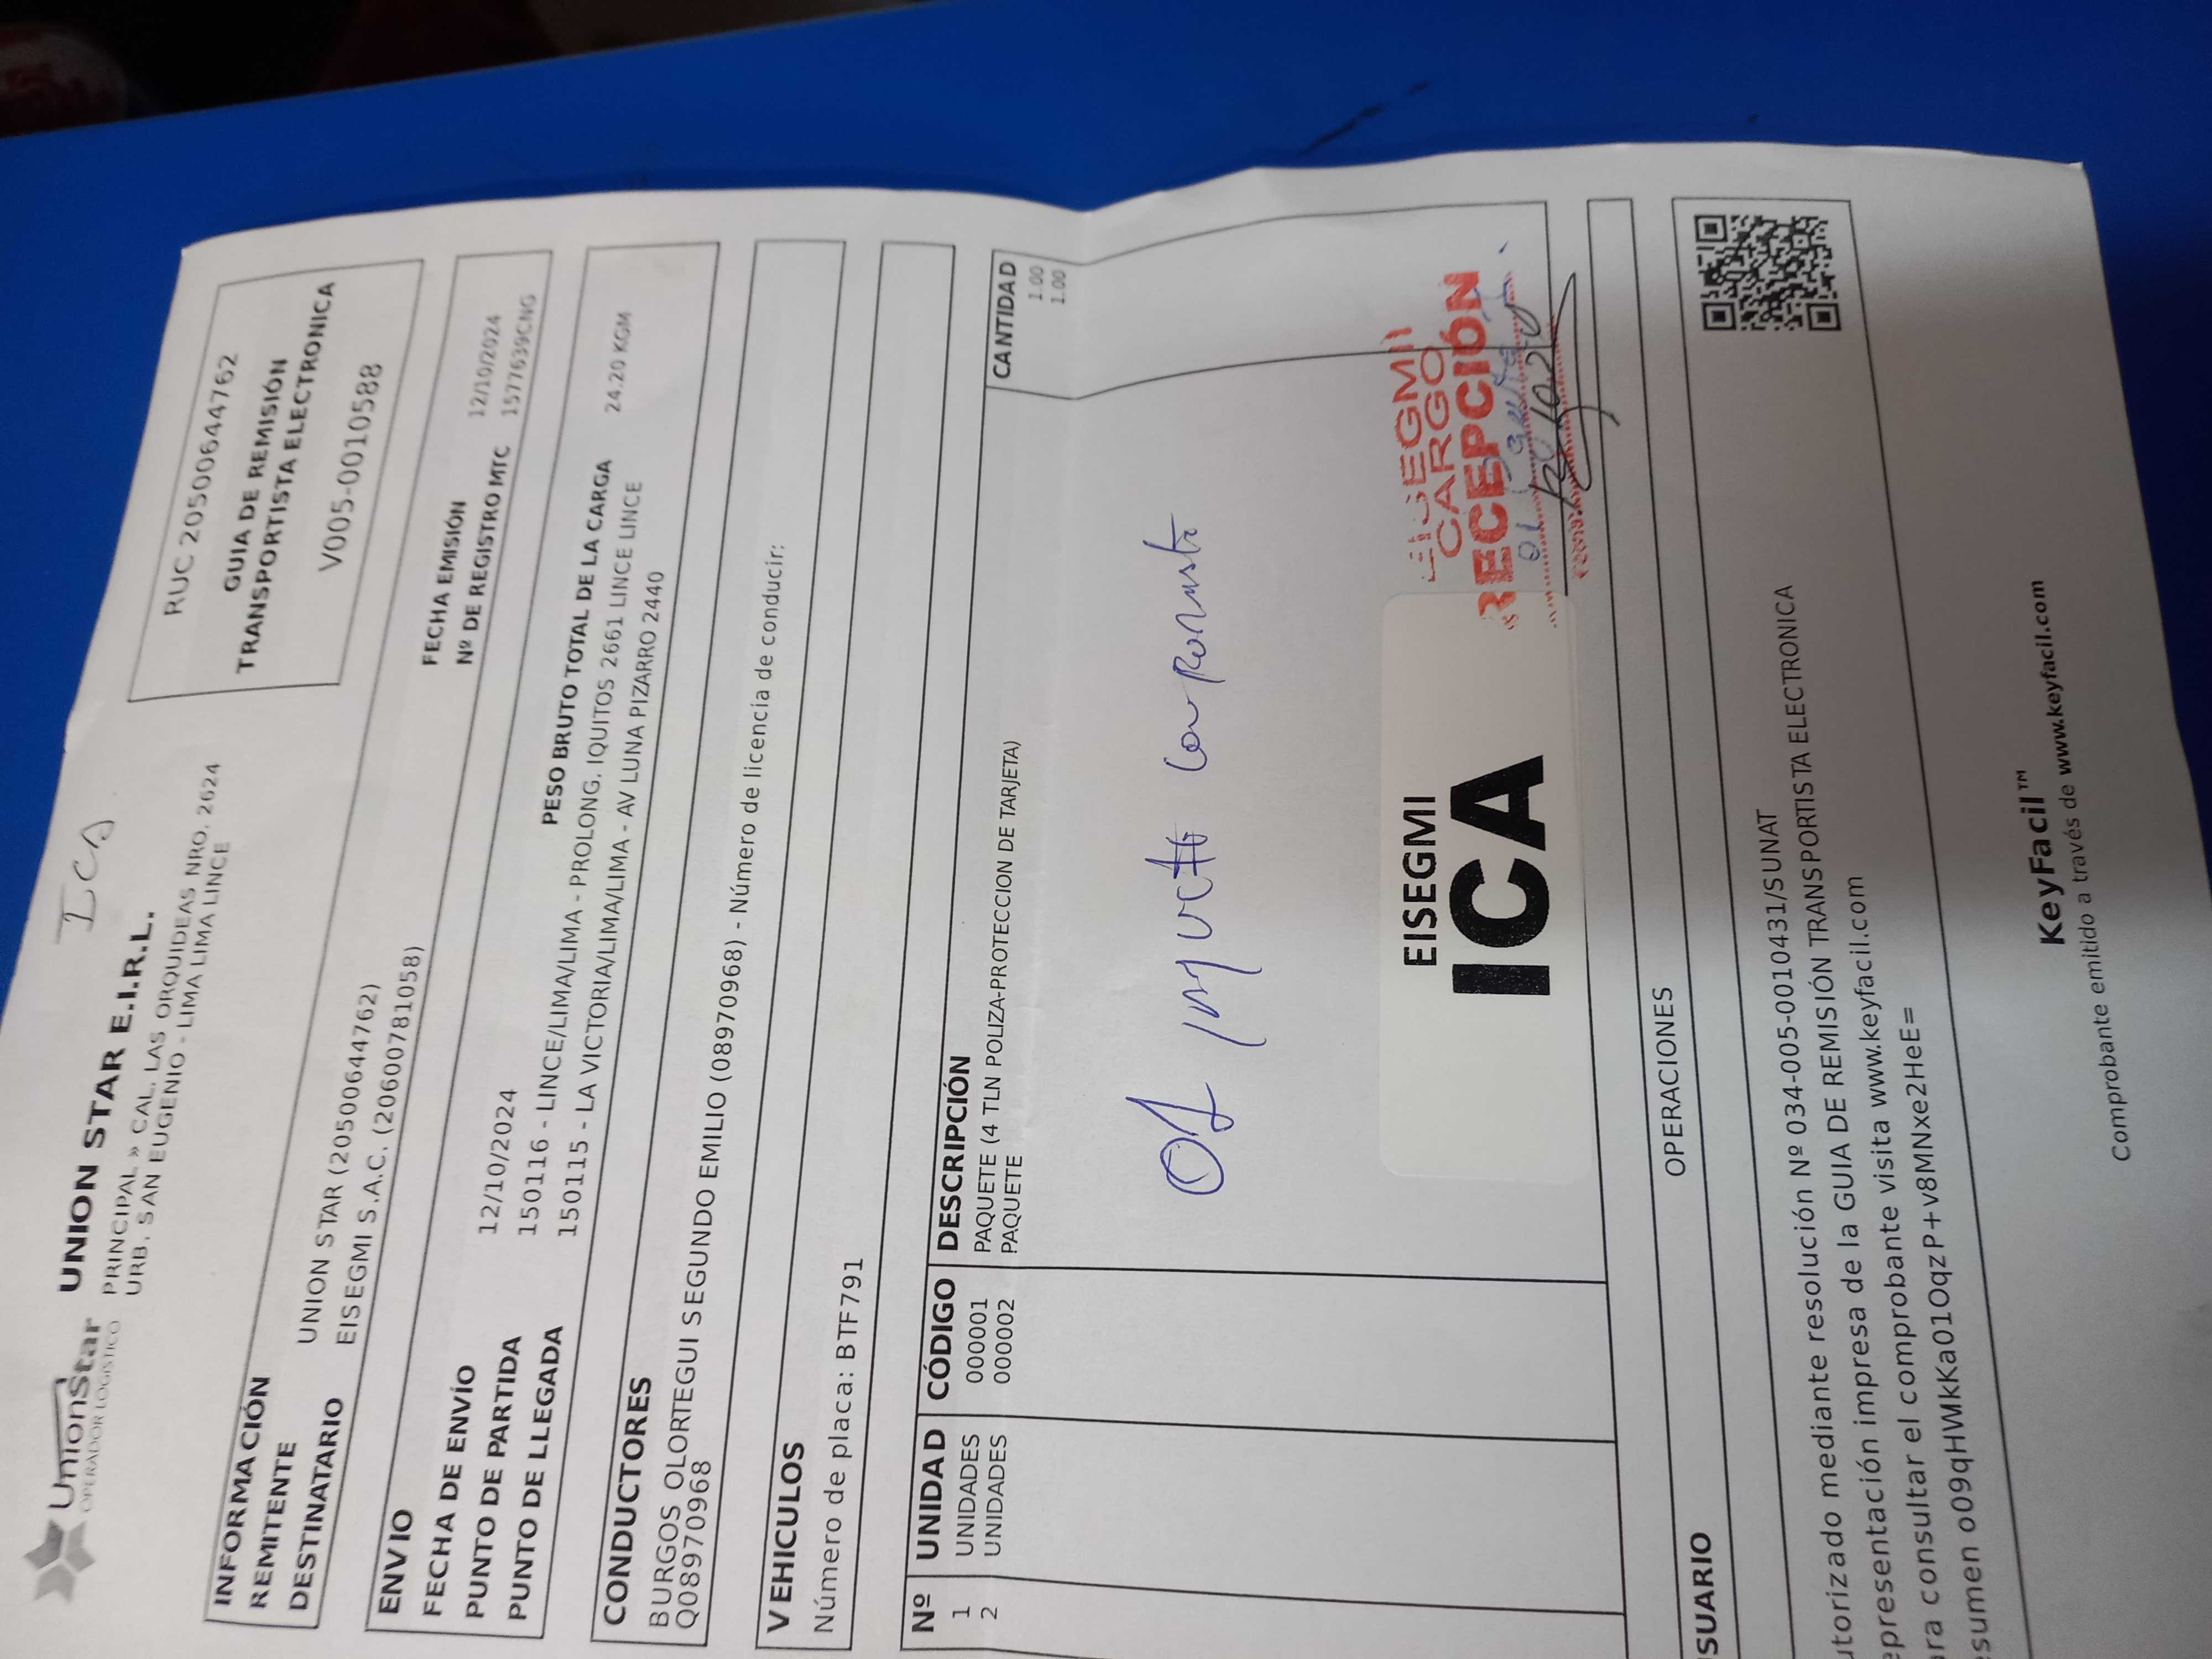 UnionStar
OPERADOR LOGISTICO
UNION STAR E.I.R.L.
PRINCIPAL » CAL. LAS ORQUIDEAS NRO. 2624
URB. SAN EUGENIO - LIMA LIMA LINCE
ICA
RUC 20500644762
GUIA DE REMISIÓN
TRANSPORTISTA ELECTRONICA
V005-0010588
INFORMACIÓN
REMITENTE UNION STAR (20500644762)
DESTINATARIO EISEGMI S.A.C. (20600781058)
FECHA EMISIÓN 12/10/2024
Nº DE REGISTRO MTC 1577639CNG
ENVIO
FECHA DE ENVÍO 12/10/2024
PESO BRUTO TOTAL DE LA CARGA 24.20 KGM
PUNTO DE PARTIDA 150116 - LINCE/LIMA/LIMA - PROLONG. IQUITOS 2661 LINCE LINCE
PUNTO DE LLEGADA 150115 - LA VICTORIA/LIMA/LIMA - AV LUNA PIZARRO 2440
CONDUCTORES
BURGOS OLORTEGUI SEGUNDO EMILIO (08970968) - Número de licencia de conducir:
Q08970968
VEHICULOS
Número de placa: BTF791
Nº UNIDAD CÓDIGO DESCRIPCIÓN CANTIDAD
1 UNIDADES 000001 PAQUETE (4 TLN POLIZA-PROTECCION DE TARJETA) 1.00
2 UNIDADES 000002 PAQUETE 1.00
01
EISEGMI
ICA
EISEGMI
CARGO
RECEPCIÓN
OPERACIONES
SUARIO
utorizado mediante resolución Nº 034-005-0010431/SUNAT
epresentación impresa de la GUIA DE REMISIÓN TRANSPORTISTA ELECTRONICA
ara consultar el comprobante visita www.keyfacil.com
esumen o09qHWkKaO1OqzP+v8MNxe2HeE=
KeyFacil™
Comprobante emitido a través de www.keyfacil.com